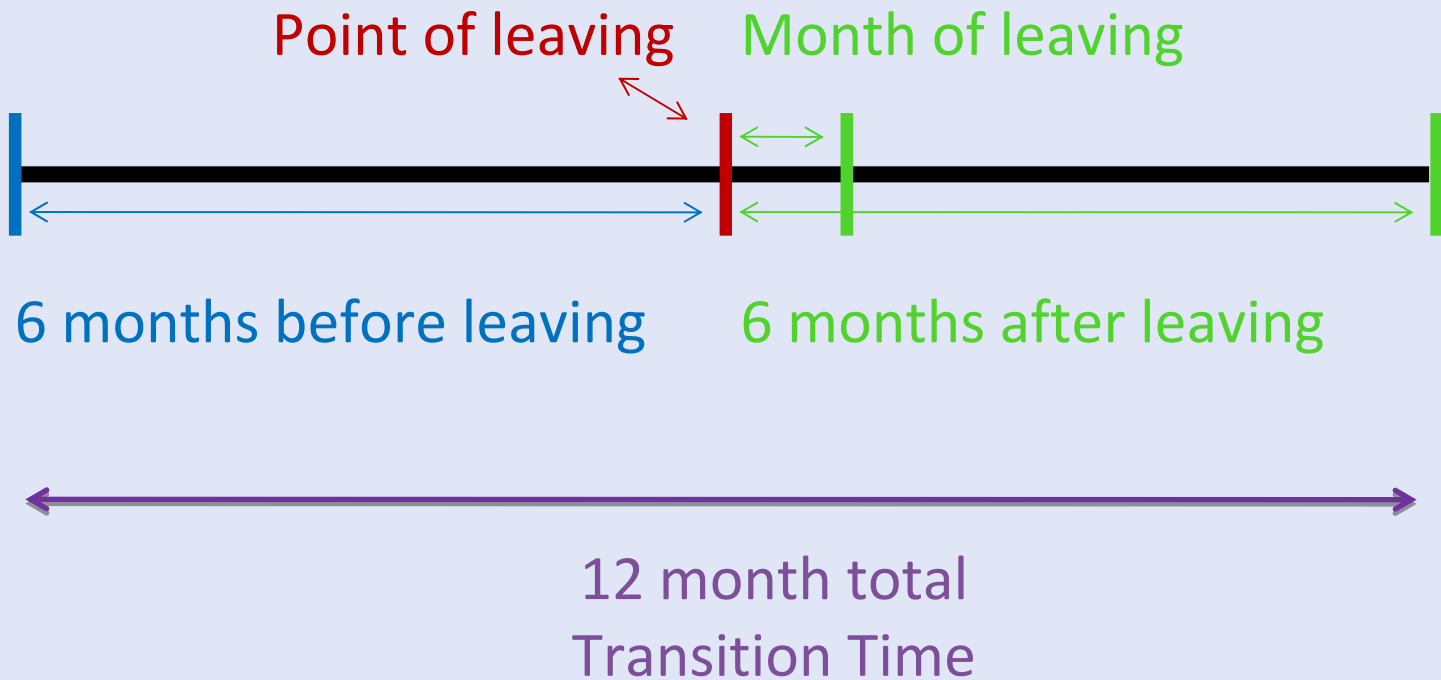 Point of leaving
Month of leaving
6 months before leaving
6 months after leaving
12 month total
Transition Time